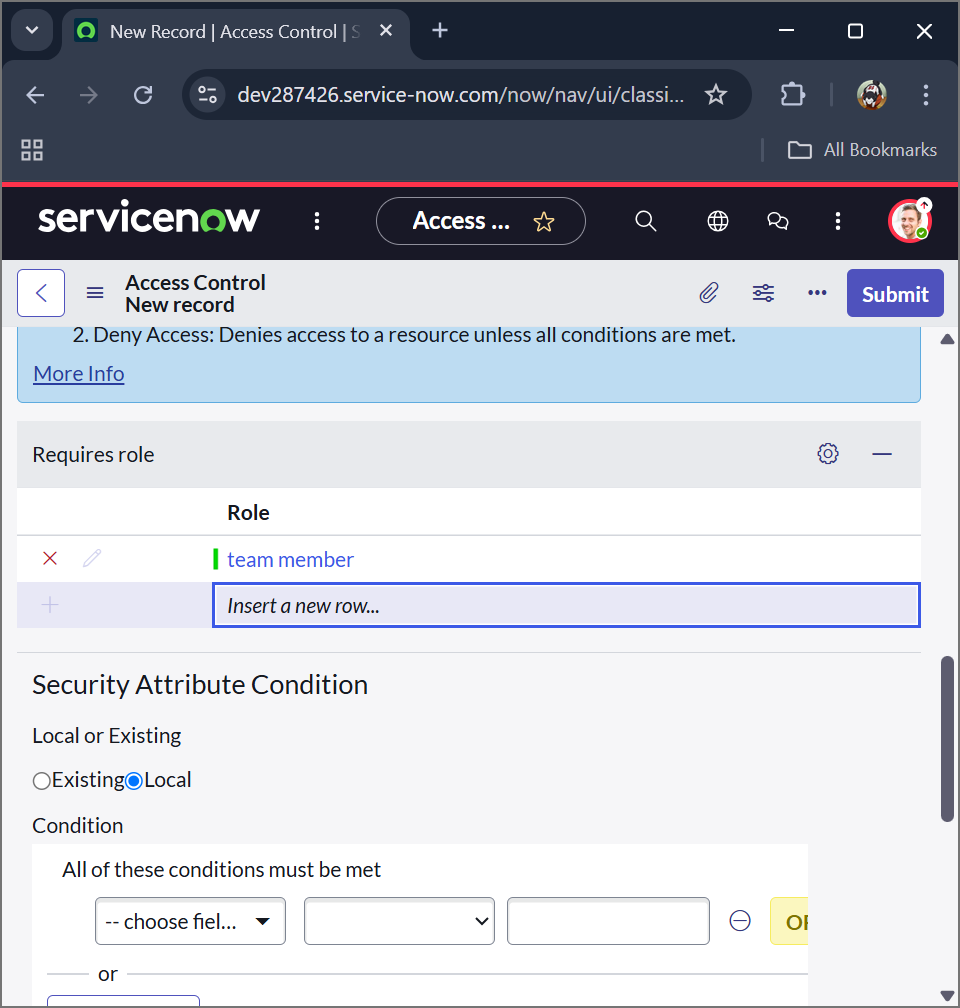 New Record | Access Control | S
dev287426.service-now.com/now/nav/ui/classi...
All Bookmarks
servicenow
Access ...
Access Control
New record
Submit
2. Deny Access: Denies access to a resource unless all conditions are met.
More Info
Requires role
Role
team member
Insert a new row...
Security Attribute Condition
Local or Existing
Existing Local
Condition
All of these conditions must be met
-- choose fiel...
OR
or